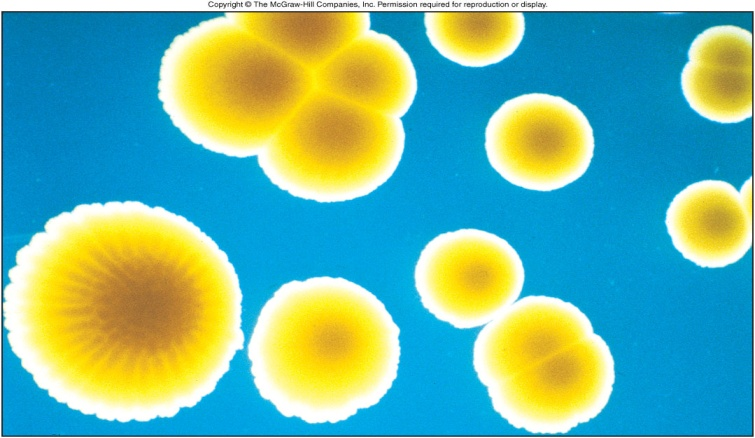 Copyright © The McGraw-Hill Companies, Inc. Permission required for reproduction or display.